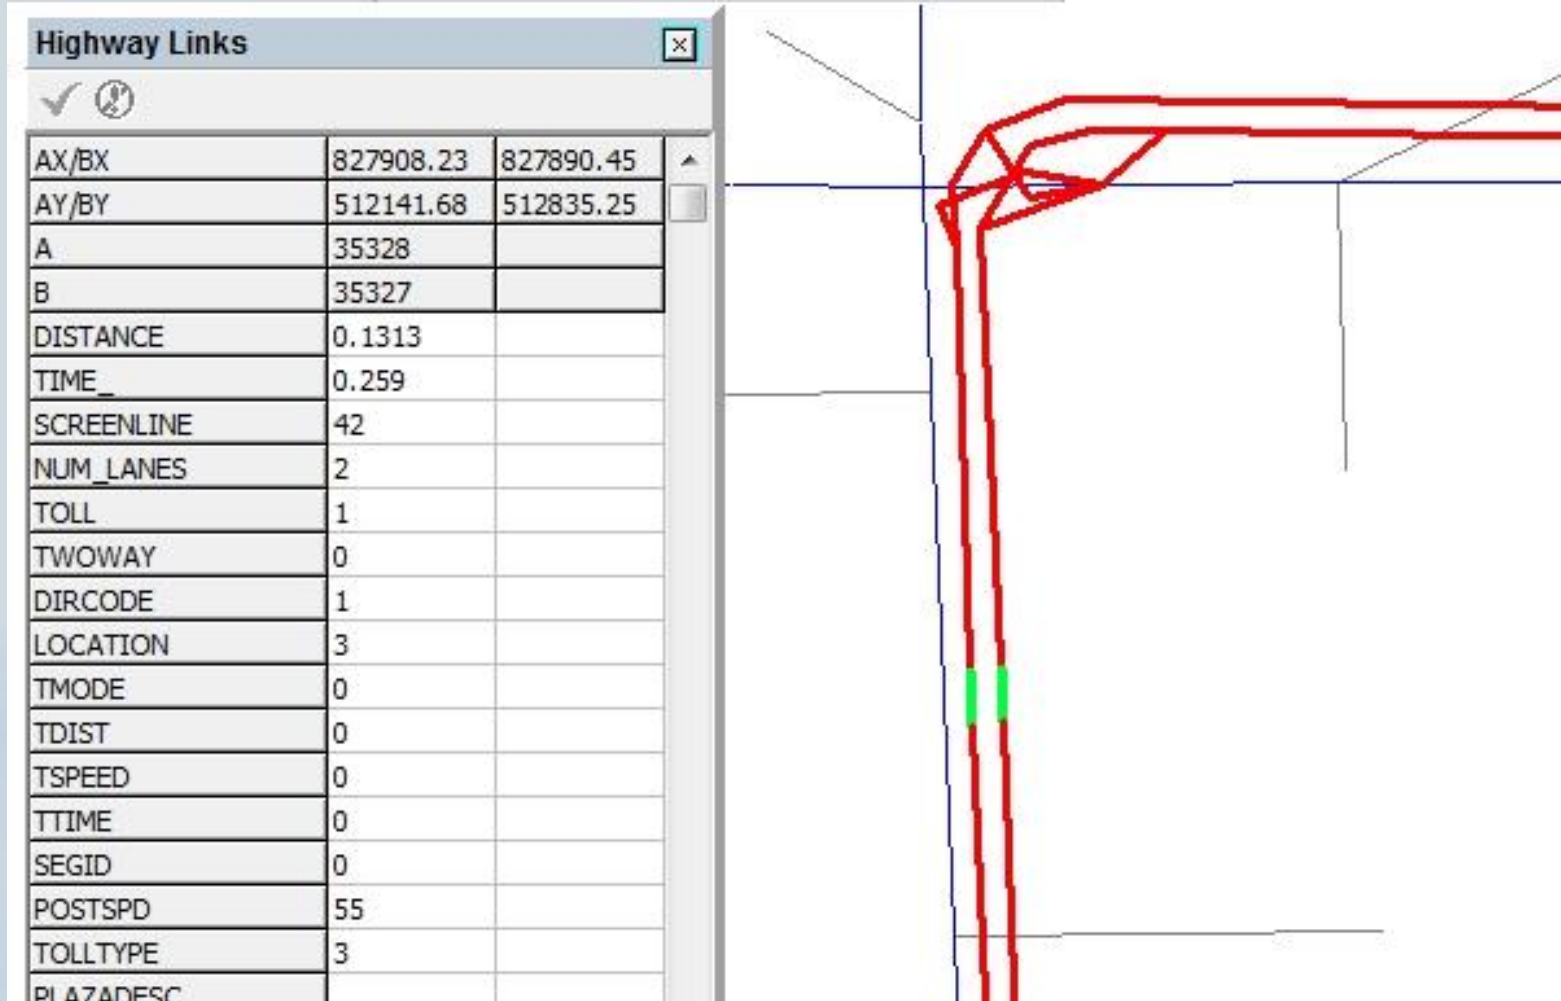 Highway Links
AX/BX 827908.23 827890.45
AY/BY 512141.68 512835.25
A 35328
B 35327
DISTANCE 0.1313
TIME_ 0.259
SCREENLINE 42
NUM_LANES 2
TOLL 1
TWOWAY 0
DIRCODE 1
LOCATION 3
TMODE 0
TDIST 0
TSPEED 0
TTIME 0
SEGID 0
POSTSPD 55
TOLLTYPE 3
PLAZADESC